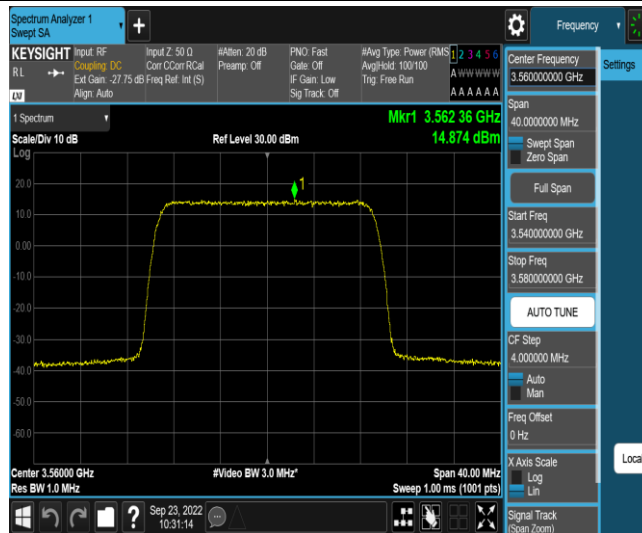 Spectrum Analyzer 1
Swept SA
Frequency
KEYSIGHT
RL
LXI
Input: RF
Coupling: DC
Ext Gain: -27.75 dB
Align: Auto
Input Z: 50 Ω
Corr CCorr RCal
Freq Ref: Int (S)
#Atten: 20 dB
Preamp: Off
PNO: Fast
Gate: Off
IF Gain: Low
Sig Track: Off
#Avg Type: Power (RMS
Avg|Hold: 100/100
Trig: Free Run
1 2 3 4 5 6
A W W W W W
A A A A A A
1 Spectrum
Mkr1 3.562 36 GHz
Scale/Div 10 dB
Ref Level 30.00 dBm
14.874 dBm
Log
1
20.0
10.0
0.00
-10.0
-20.0
-30.0
-40.0
-50.0
-60.0
Center 3.56000 GHz
#Video BW 3.0 MHz*
Span 40.00 MHz
Res BW 1.0 MHz
Sweep 1.00 ms (1001 pts)
Sep 23, 2022
10:31:14
?
Center Frequency
3.560000000 GHz
Span
40.0000000 MHz
Swept Span
Zero Span
Full Span
Start Freq
3.540000000 GHz
Stop Freq
3.580000000 GHz
AUTO TUNE
CF Step
4.000000 MHz
Auto
Man
Freq Offset
0 Hz
X Axis Scale
Log
Lin
Signal Track
(Span Zoom)
Settings
Local